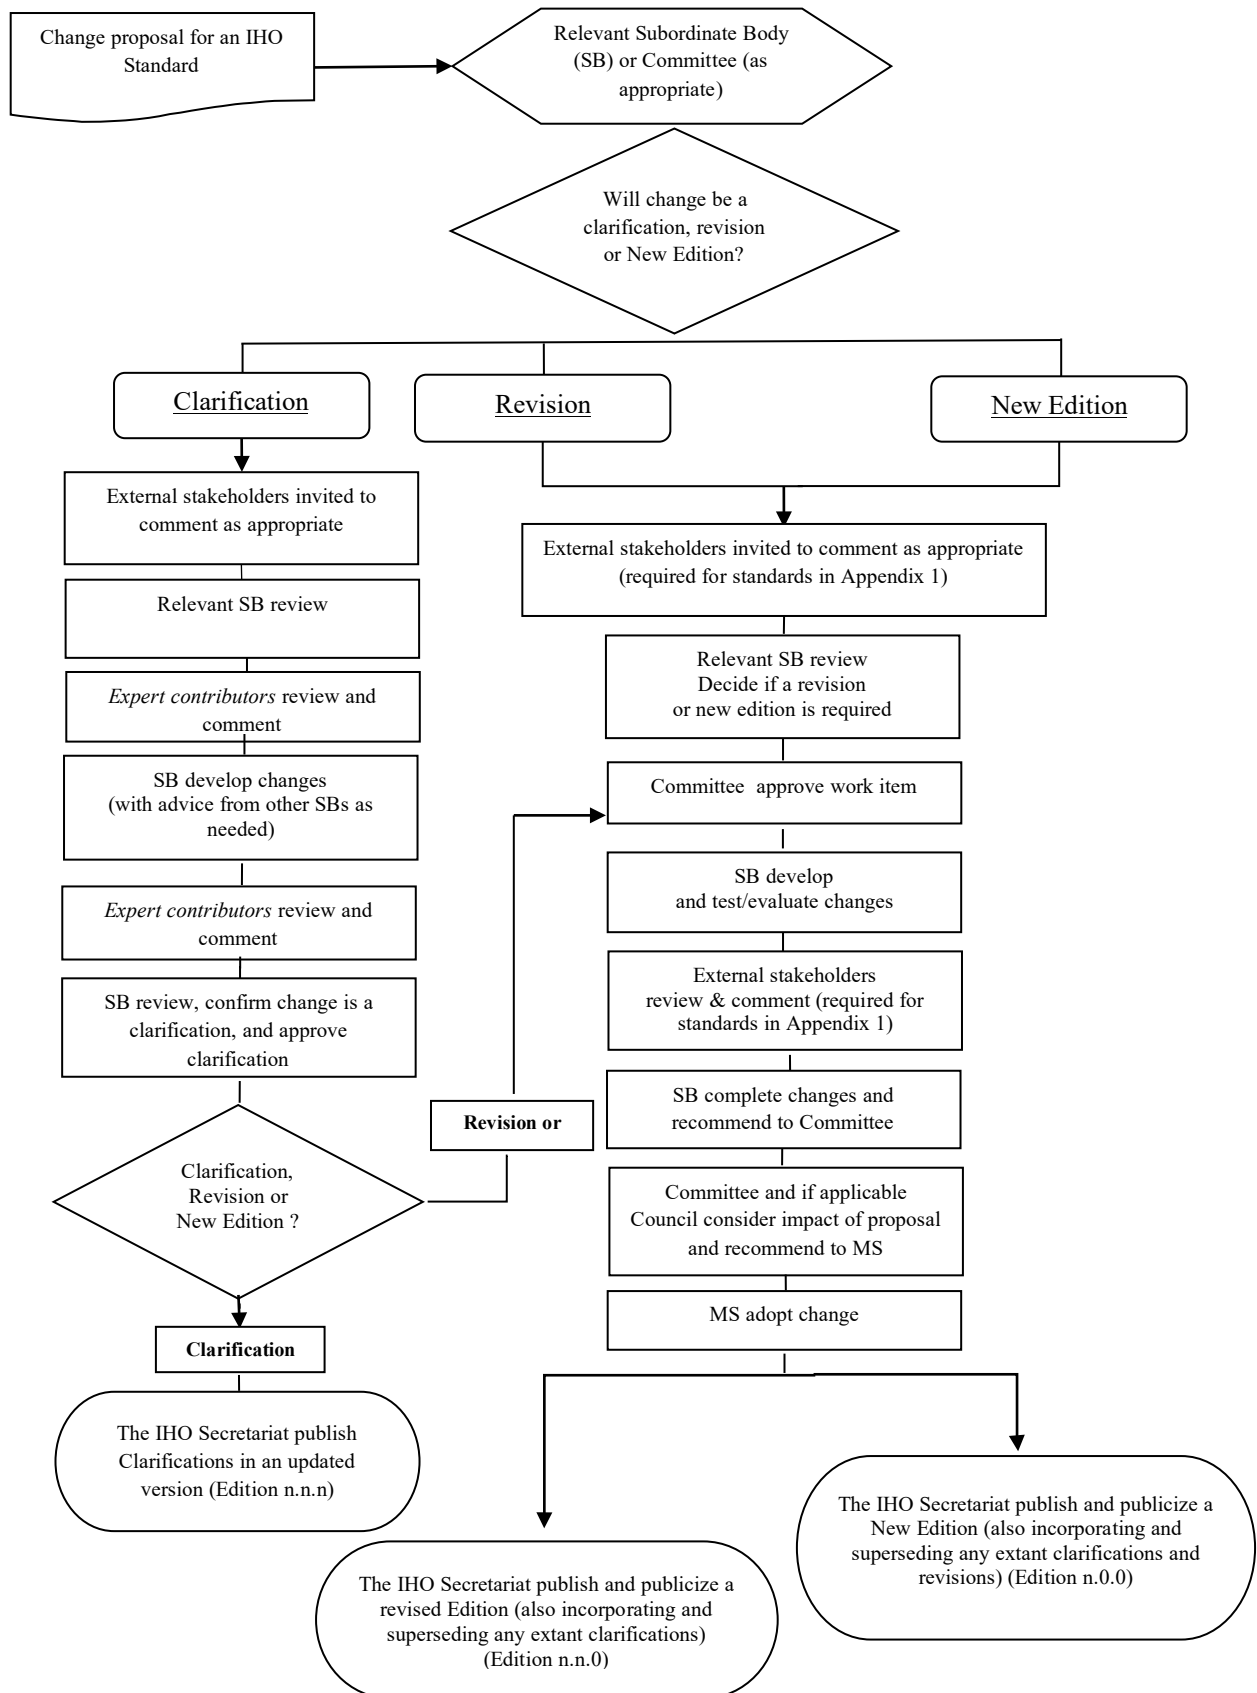 Change proposal for an IHO
Standard
Relevant Subordinate Body
(SB) or Committee (as
appropriate)
Will change be a
clarification, revision
or New Edition?
Clarification
Revision
New Edition
External stakeholders invited to
comment as appropriate
Relevant SB review
Expert contributors review and
comment
SB develop changes
(with advice from other SBs as
needed)
Expert contributors review and
comment
SB review, confirm change is a
clarification, and approve
clarification
Clarification,
Revision or
New Edition ?
Revision or
Clarification
The IHO Secretariat publish
Clarifications in an updated
version (Edition n.n.n)
External stakeholders invited to comment as appropriate
(required for standards in Appendix 1)
Relevant SB review
Decide if a revision
or new edition is required
Committee  approve work item
SB develop
and test/evaluate changes
External stakeholders
review & comment (required for
standards in Appendix 1)
SB complete changes and
recommend to Committee
Committee and if applicable
Council consider impact of proposal
and recommend to MS
MS adopt change
The IHO Secretariat publish and publicize a
revised Edition (also incorporating and
superseding any extant clarifications)
(Edition n.n.0)
The IHO Secretariat publish and publicize a
New Edition (also incorporating and
superseding any extant clarifications and
revisions) (Edition n.0.0)